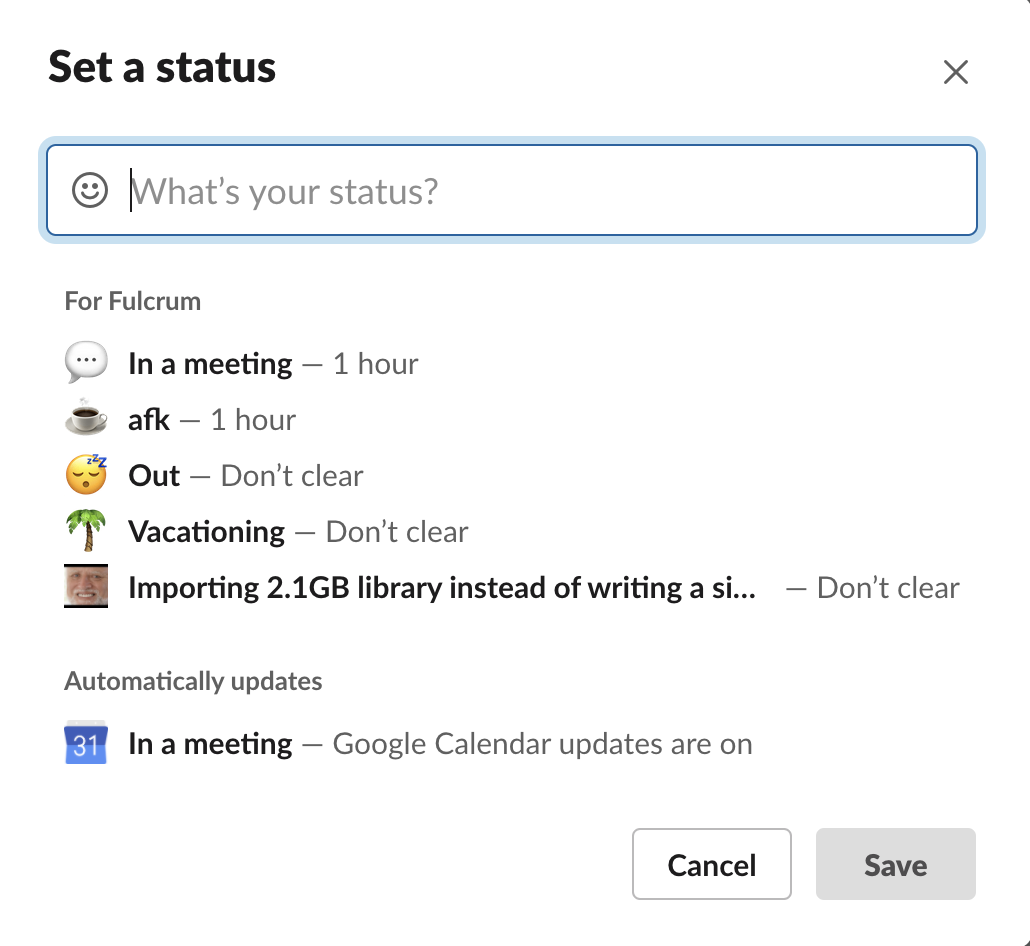 Set a status
What’s your status?
For Fulcrum
In a meeting — 1 hour
afk — 1 hour
Out — Don’t clear
Vacationing — Don’t clear
Importing 2.1GB library instead of writing a si... — Don’t clear
Automatically updates
31 In a meeting — Google Calendar updates are on
Cancel Save